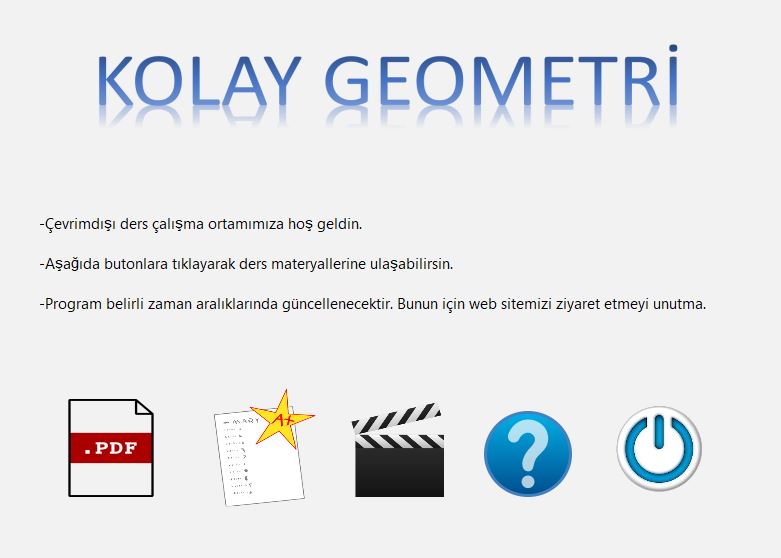 KOLAY GEOMETRİ
-Çevrimdışı ders çalışma ortamımıza hoş geldin.
-Aşağıda butonlara tıklayarak ders materyallerine ulaşabilirsin.
-Program belirli zaman aralıklarında güncellenecektir. Bunun için web sitemizi ziyaret etmeyi unutma.
.PDF
A+
?